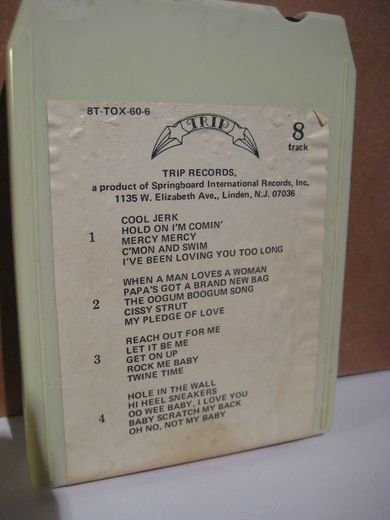 8T-TOX-60-6
TRIP
8
track
TRIP RECORDS,
a product of Springboard International Records, Inc.
1135 W. Elizabeth Ave., Linden, N.J. 07036
1
COOL JERK
HOLD ON I'M COMIN'
MERCY MERCY
C'MON AND SWIM
I'VE BEEN LOVING YOU TOO LONG
2
WHEN A MAN LOVES A WOMAN
PAPA'S GOT A BRAND NEW BAG
THE OOGUM BOOGUM SONG
CISSY STRUT
MY PLEDGE OF LOVE
3
REACH OUT FOR ME
LET IT BE ME
GET ON UP
ROCK ME BABY
TWINE TIME
4
HOLE IN THE WALL
HI HEEL SNEAKERS
OO WEE BABY, I LOVE YOU
BABY SCRATCH MY BACK
OH NO, NOT MY BABY